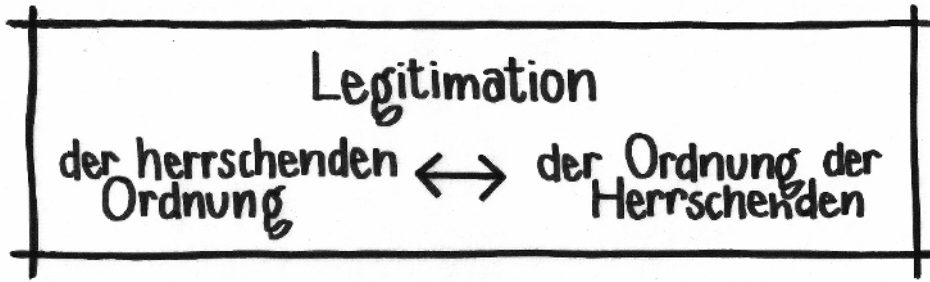 Legitimation
der herrschenden ↔ der Ordnung der
Ordnung Herrschenden